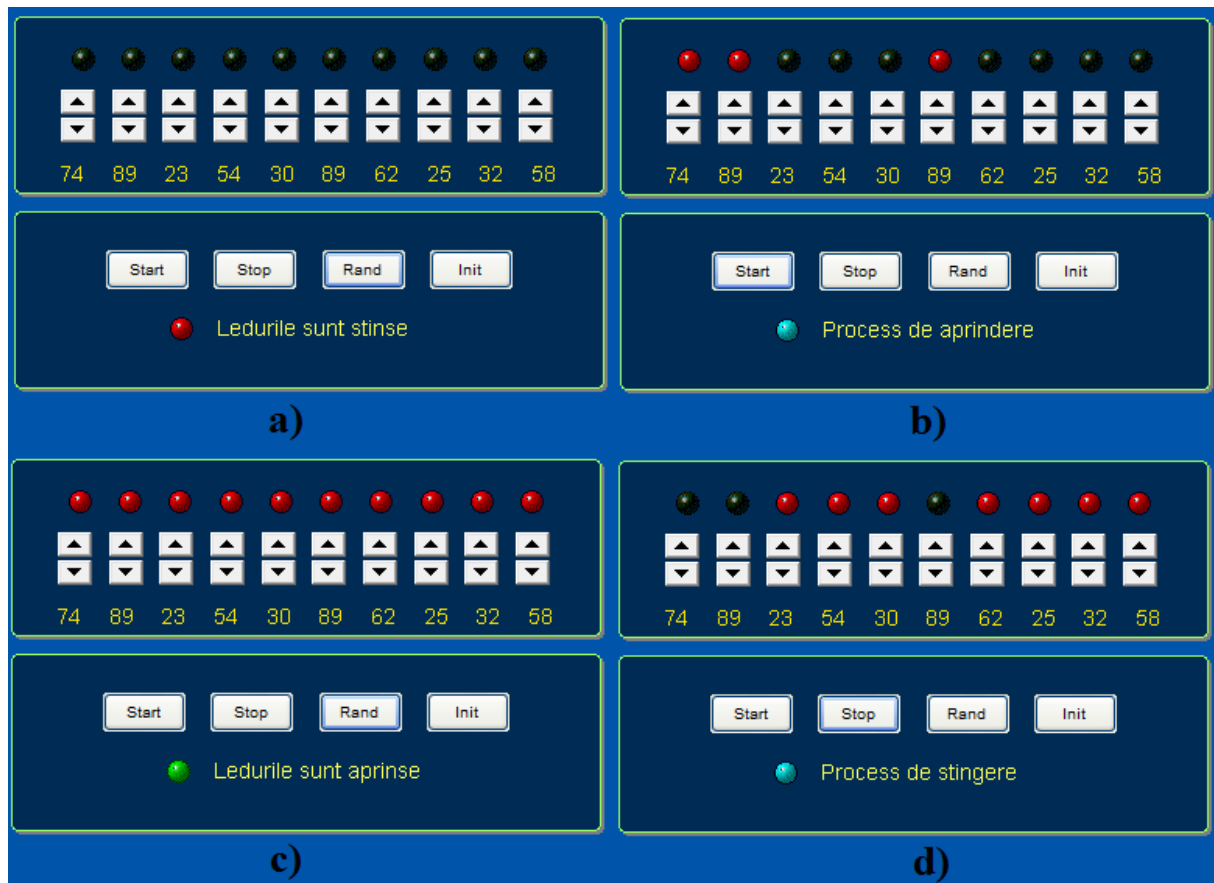 74 89 23 54 30 89 62 25 32 58
Start Stop Rand Init
Ledurile sunt stinse
a)
74 89 23 54 30 89 62 25 32 58
Start Stop Rand Init
Process de aprindere
b)
74 89 23 54 30 89 62 25 32 58
Start Stop Rand Init
Ledurile sunt aprinse
c)
74 89 23 54 30 89 62 25 32 58
Start Stop Rand Init
Process de stingere
d)